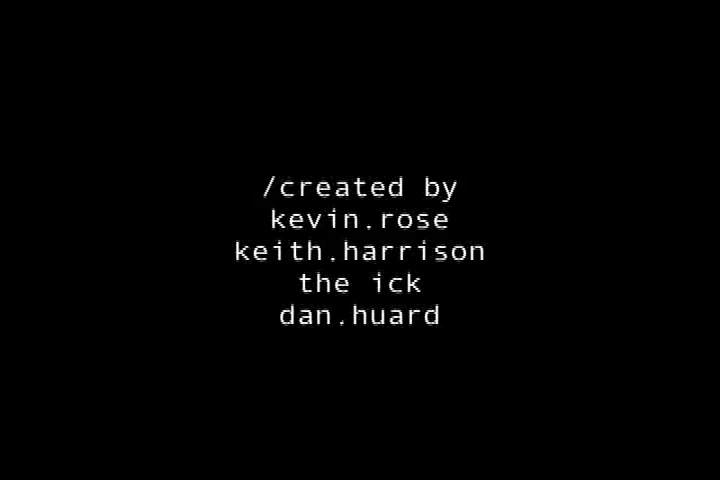 /created by
kevin.rose
keith.harrison
the ick
dan.huard